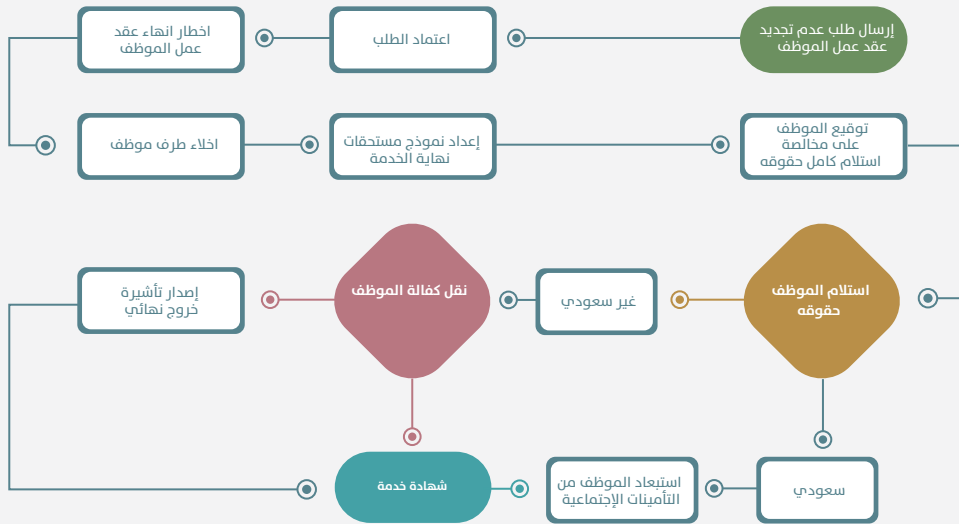 إرسال طلب عدم تجديد
عقد عمل الموظف
اعتماد الطلب
اخطار انهاء عقد
عمل الموظف
اخلاء طرف موظف
إعداد نموذج مستحقات
نهاية الخدمة
توقيع الموظف
على مخالصة
استلام كامل حقوقه
استلام الموظف
حقوقه
غير سعودي
نقل كفالة الموظف
إصدار تأشيرة
خروج نهائي
سعودي
استبعاد الموظف من
التأمينات الإجتماعية
شهادة خدمة